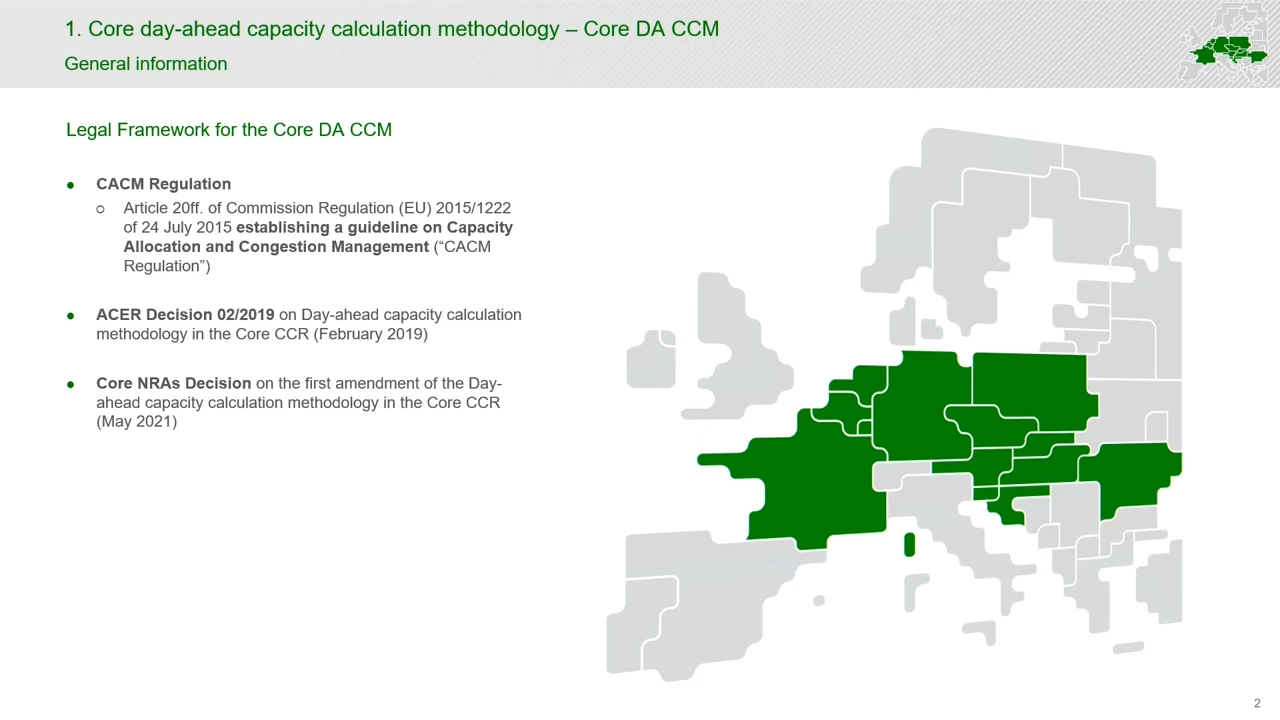 1. Core day-ahead capacity calculation methodology – Core DA CCM
General information
Legal Framework for the Core DA CCM
● CACM Regulation
○ Article 20ff. of Commission Regulation (EU) 2015/1222
of 24 July 2015 establishing a guideline on Capacity
Allocation and Congestion Management (“CACM
Regulation”)
● ACER Decision 02/2019 on Day-ahead capacity calculation
methodology in the Core CCR (February 2019)
● Core NRAs Decision on the first amendment of the Day-
ahead capacity calculation methodology in the Core CCR
(May 2021)
2